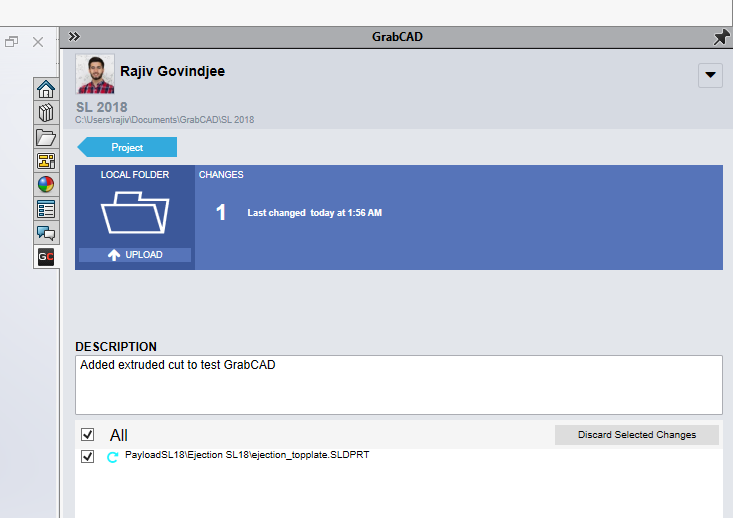 GrabCAD
Rajiv Govindjee
SL 2018
C:\Users\rajiv\Documents\GrabCAD\SL 2018
Project
LOCAL FOLDER
CHANGES
1
Last changed today at 1:56 AM
UPLOAD
GC
DESCRIPTION
Added extruded cut to test GrabCAD
All
Discard Selected Changes
PayloadSL18\Ejection SL18\ejection_topplate.SLDPRT